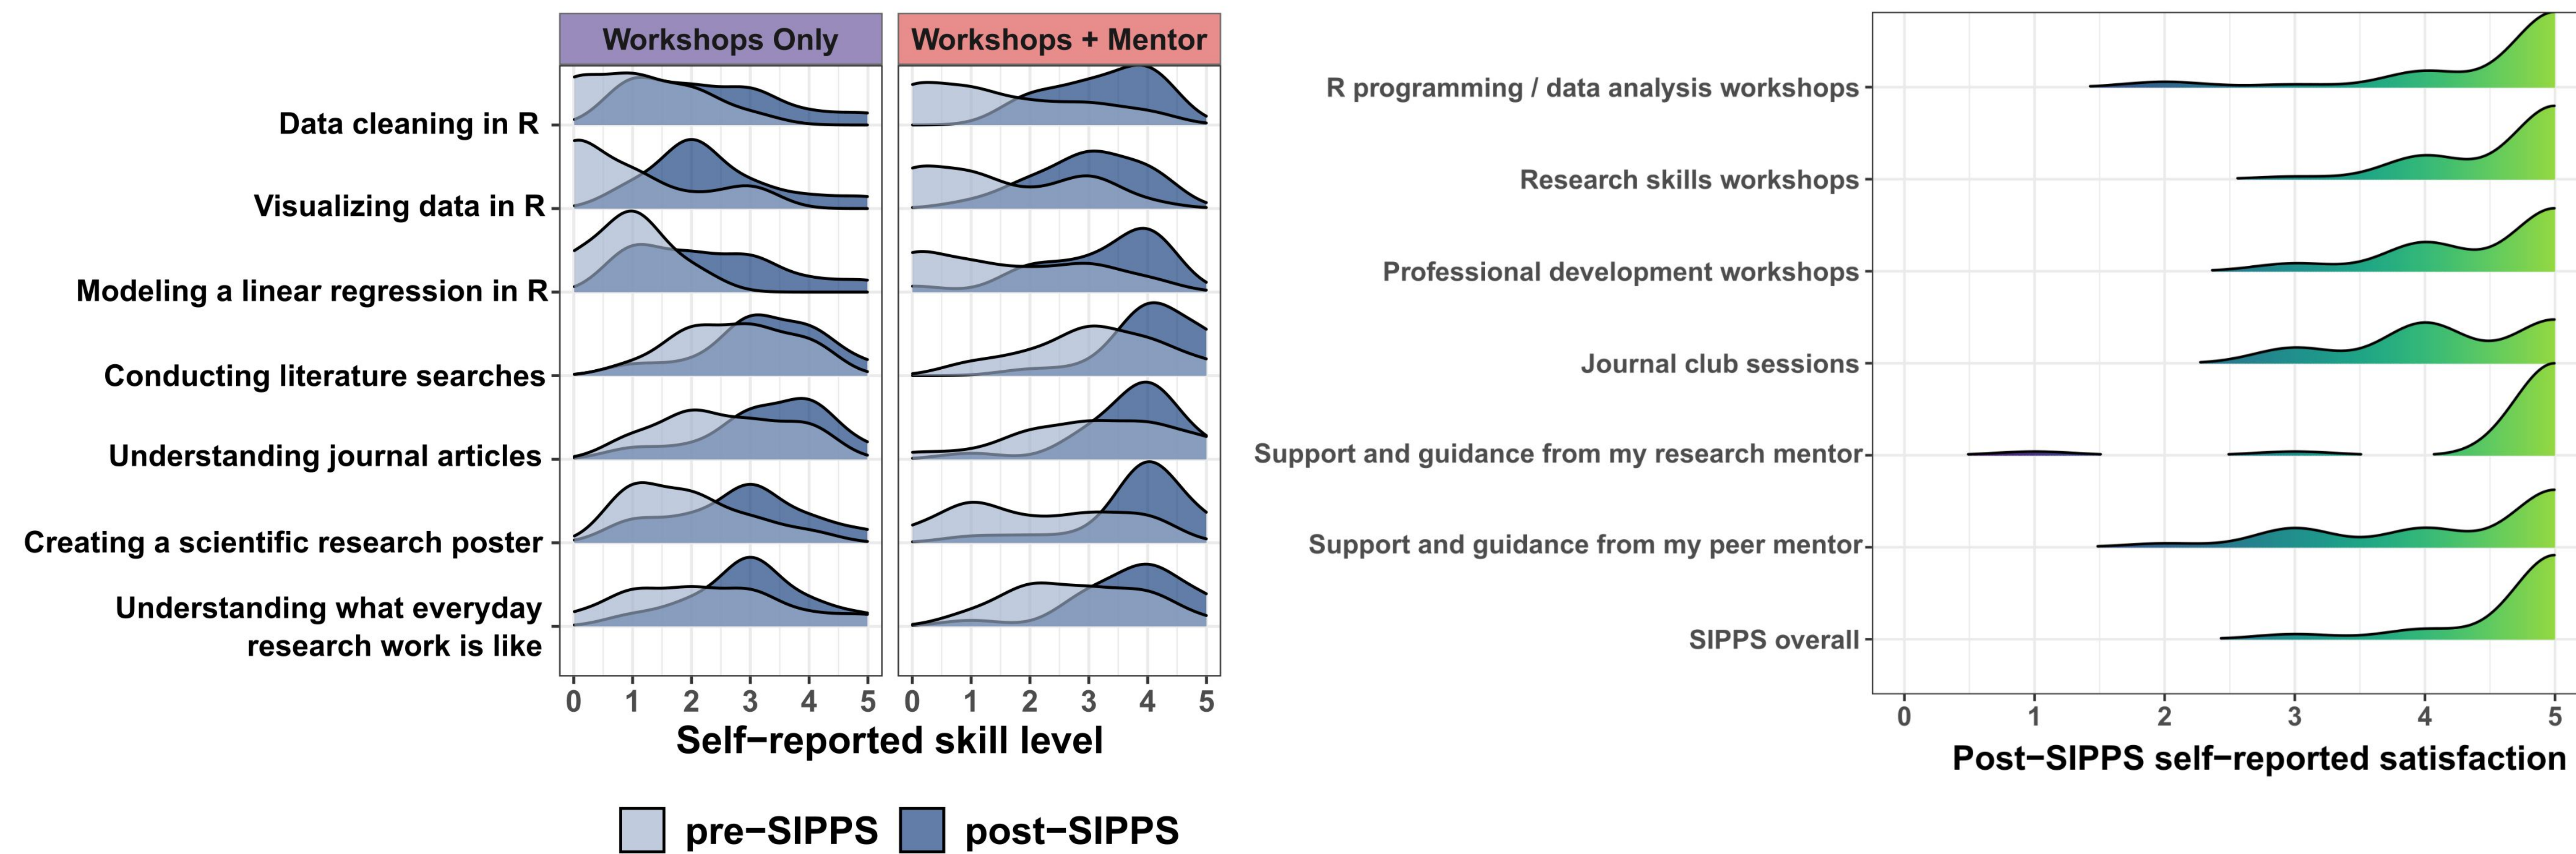 Workshops Only
Workshops + Mentor
Data cleaning in R
Visualizing data in R
Modeling a linear regression in R
Conducting literature searches
Understanding journal articles
Creating a scientific research poster
Understanding what everyday
research work is like
0 1 2 3 4 5
0 1 2 3 4 5
Self−reported skill level
pre−SIPPS
post−SIPPS
R programming / data analysis workshops
Research skills workshops
Professional development workshops
Journal club sessions
Support and guidance from my research mentor
Support and guidance from my peer mentor
SIPPS overall
0 1 2 3 4 5
Post−SIPPS self−reported satisfaction